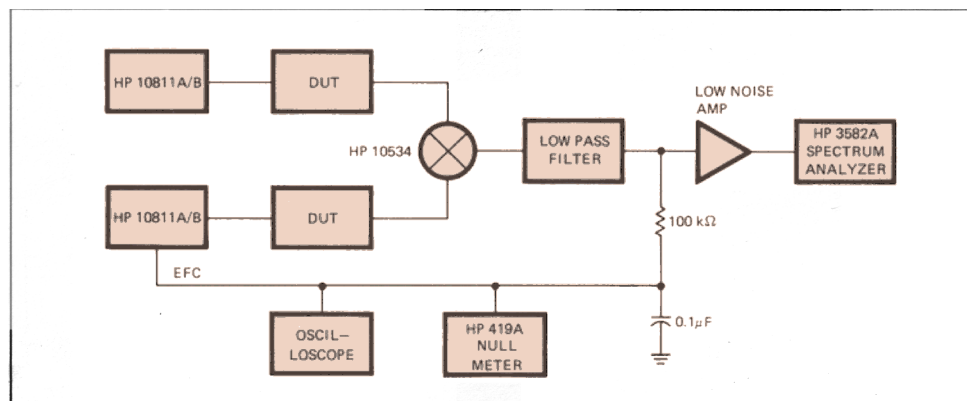 HP 10811A/B
DUT
LOW NOISE
AMP
HP 10534
LOW PASS
FILTER
HP 3582A
SPECTRUM
ANALYZER
HP 10811A/B
DUT
100 kΩ
EFC
OSCIL–
LOSCOPE
HP 419A
NULL
METER
0.1μF